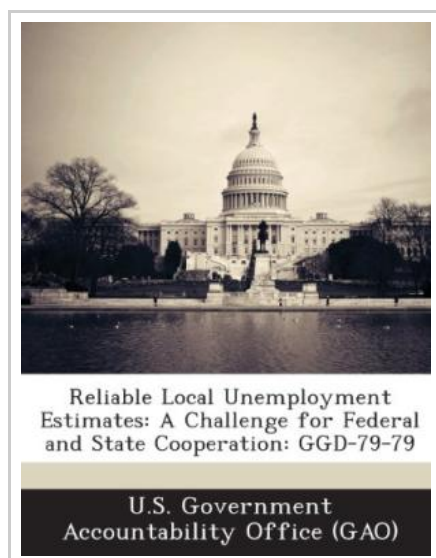 Reliable Local Unemployment
Estimates: A Challenge for Federal
and State Cooperation: GGD-79-79
U.S. Government
Accountability Office (GAO)